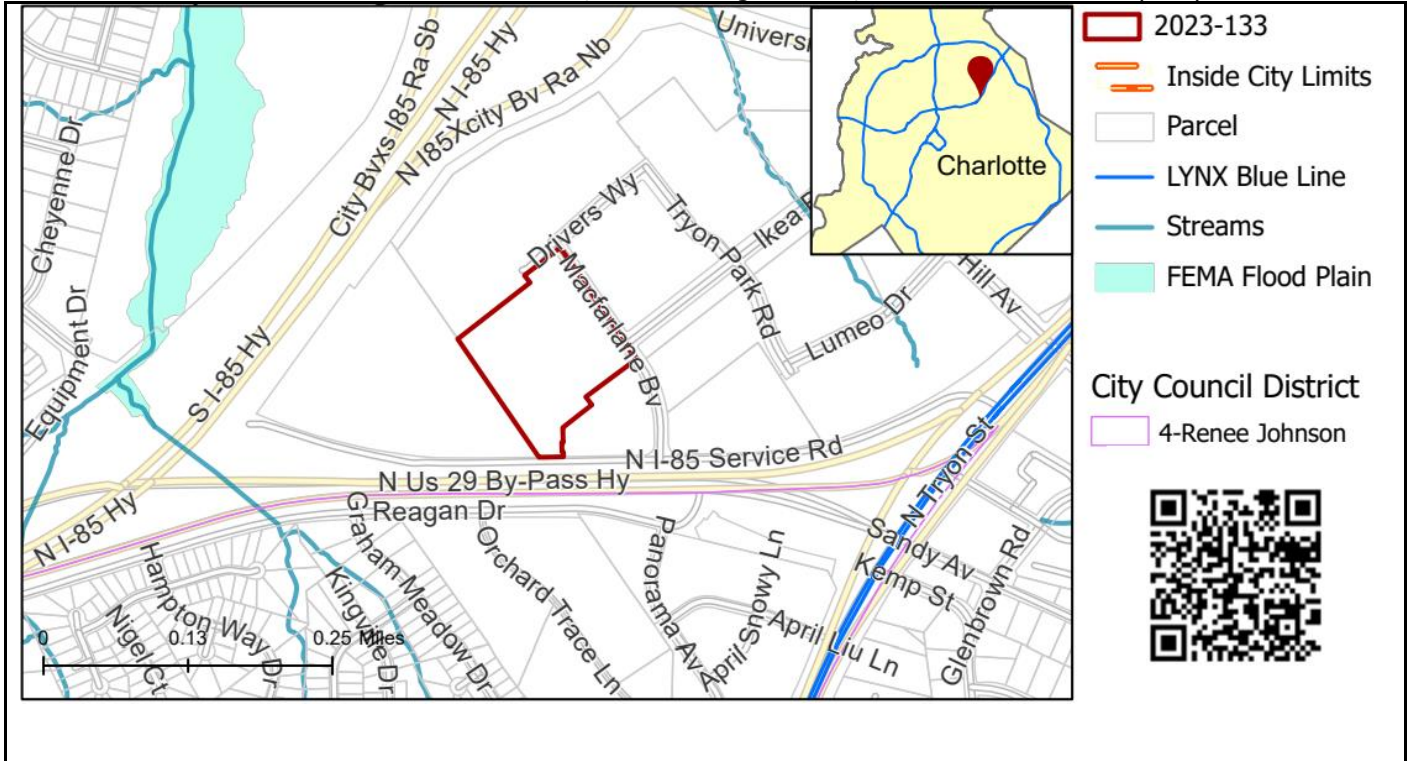 Universi
City Bvxs I85 Ra Sb
N I-85 Hy
N I85Xcity Bv Ra Nb
Cheyenne Dr
Drivers Wy
Tryon Park Rd
Ikea
Macfarlane Bv
Lumeo Dr
Hill Av
Equipment Dr
S I-85 Hy
N I-85 Service Rd
N Us 29 By-Pass Hy
Reagan Dr
N Tryon St
N I-85 Hy
Hampton Way Dr
Nigel Ct
Kingville Dr
Graham Meadow Dr
Orchard Trace Ln
Panorama Av
April Snowy Ln
April Liu Ln
Sandy Av
Kemp St
Glenbrown Rd
0 0.13 0.25 Miles
Charlotte
2023-133
Inside City Limits
Parcel
LYNX Blue Line
Streams
FEMA Flood Plain
City Council District
4-Renee Johnson